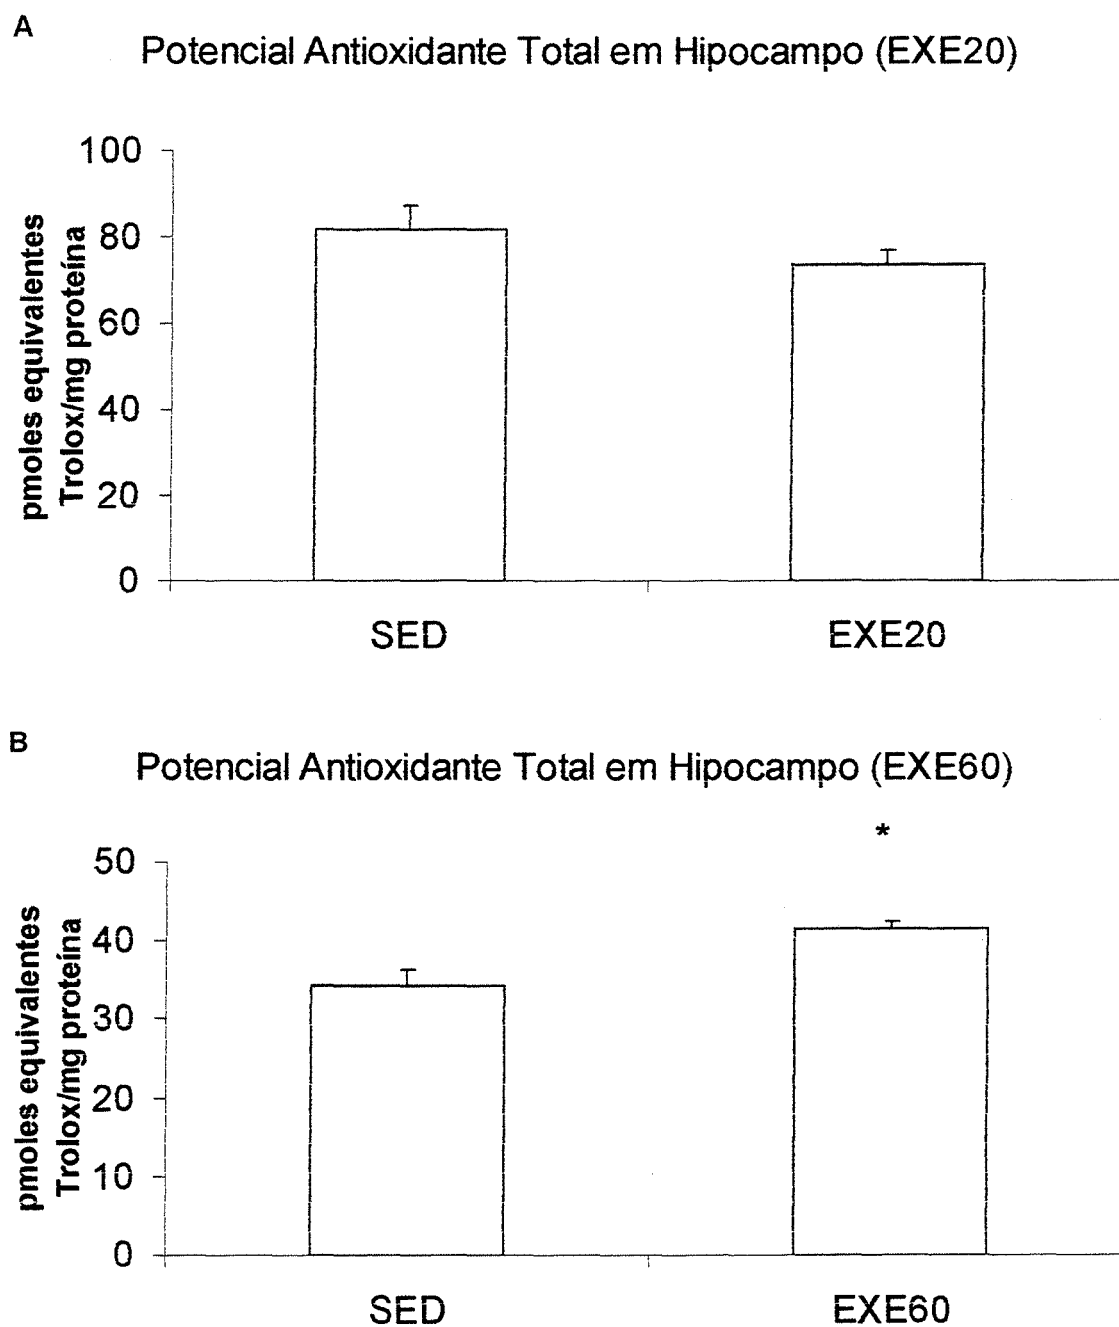 A
Potencial Antioxidante Total em Hipocampo (EXE20)
pmoles equivalentes
Trolox/mg proteína
100
80
60
40
20
0
SED
EXE20
B
Potencial Antioxidante Total em Hipocampo (EXE60)
*
pmoles equivalentes
Trolox/mg proteína
50
40
30
20
10
0
SED
EXE60